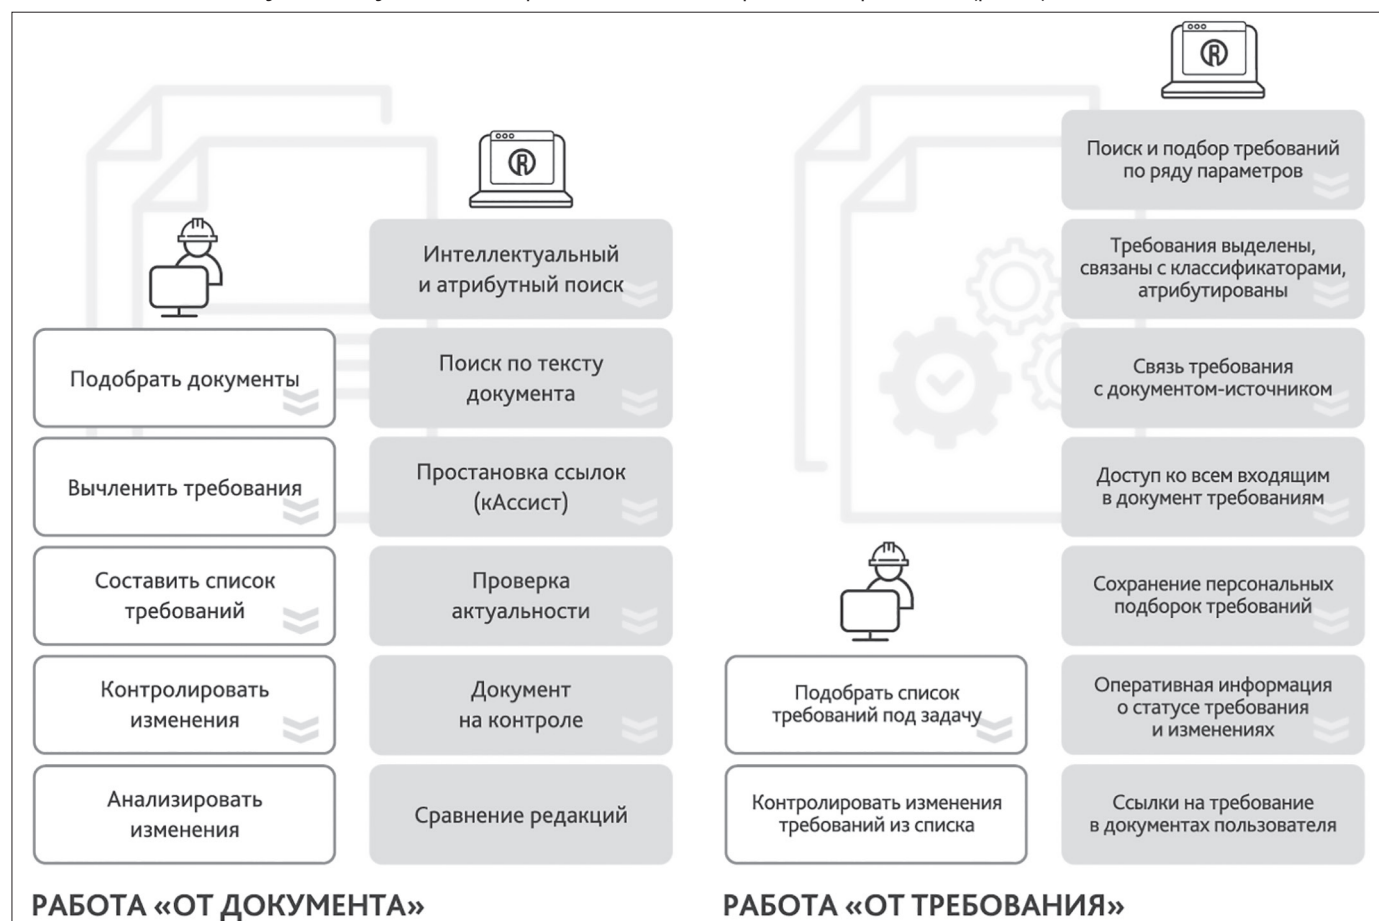 Интеллектуальный
и атрибутный поиск
Подобрать документы
Поиск по тексту
документа
Вычленить требования
Простановка ссылок
(кАссист)
Составить список
требований
Проверка
актуальности
Контролировать
изменения
Документ
на контроле
Анализировать
изменения
Сравнение редакций
РАБОТА «ОТ ДОКУМЕНТА»
Поиск и подбор требований
по ряду параметров
Требования выделены,
связаны с классификаторами,
атрибутированы
Связь требования
с документом-источником
Доступ ко всем входящим
в документ требованиям
Сохранение персональных
подборок требований
Подобрать список
требований под задачу
Оперативная информация
о статусе требования
и изменениях
Контролировать изменения
требований из списка
Ссылки на требование
в документах пользователя
РАБОТА «ОТ ТРЕБОВАНИЯ»